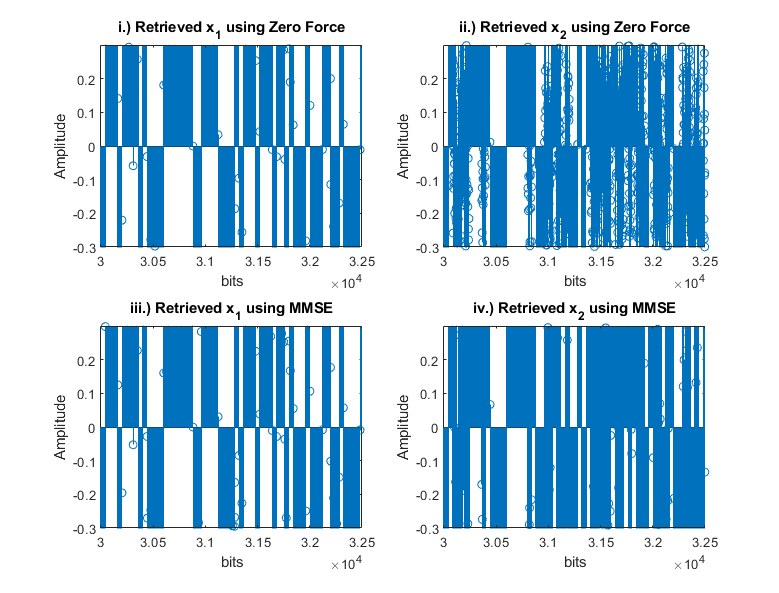 i.) Retrieved x1 using Zero Force
ii.) Retrieved x2 using Zero Force
0.2
0.1
0
-0.1
-0.2
-0.3
Amplitude
3 3.05 3.1 3.15 3.2 3.25
bits
×10^4
0.2
0.1
0
-0.1
-0.2
-0.3
Amplitude
3 3.05 3.1 3.15 3.2 3.25
bits
×10^4
iii.) Retrieved x1 using MMSE
iv.) Retrieved x2 using MMSE
0.2
0.1
0
-0.1
-0.2
-0.3
Amplitude
3 3.05 3.1 3.15 3.2 3.25
bits
×10^4
0.2
0.1
0
-0.1
-0.2
-0.3
Amplitude
3 3.05 3.1 3.15 3.2 3.25
bits
×10^4